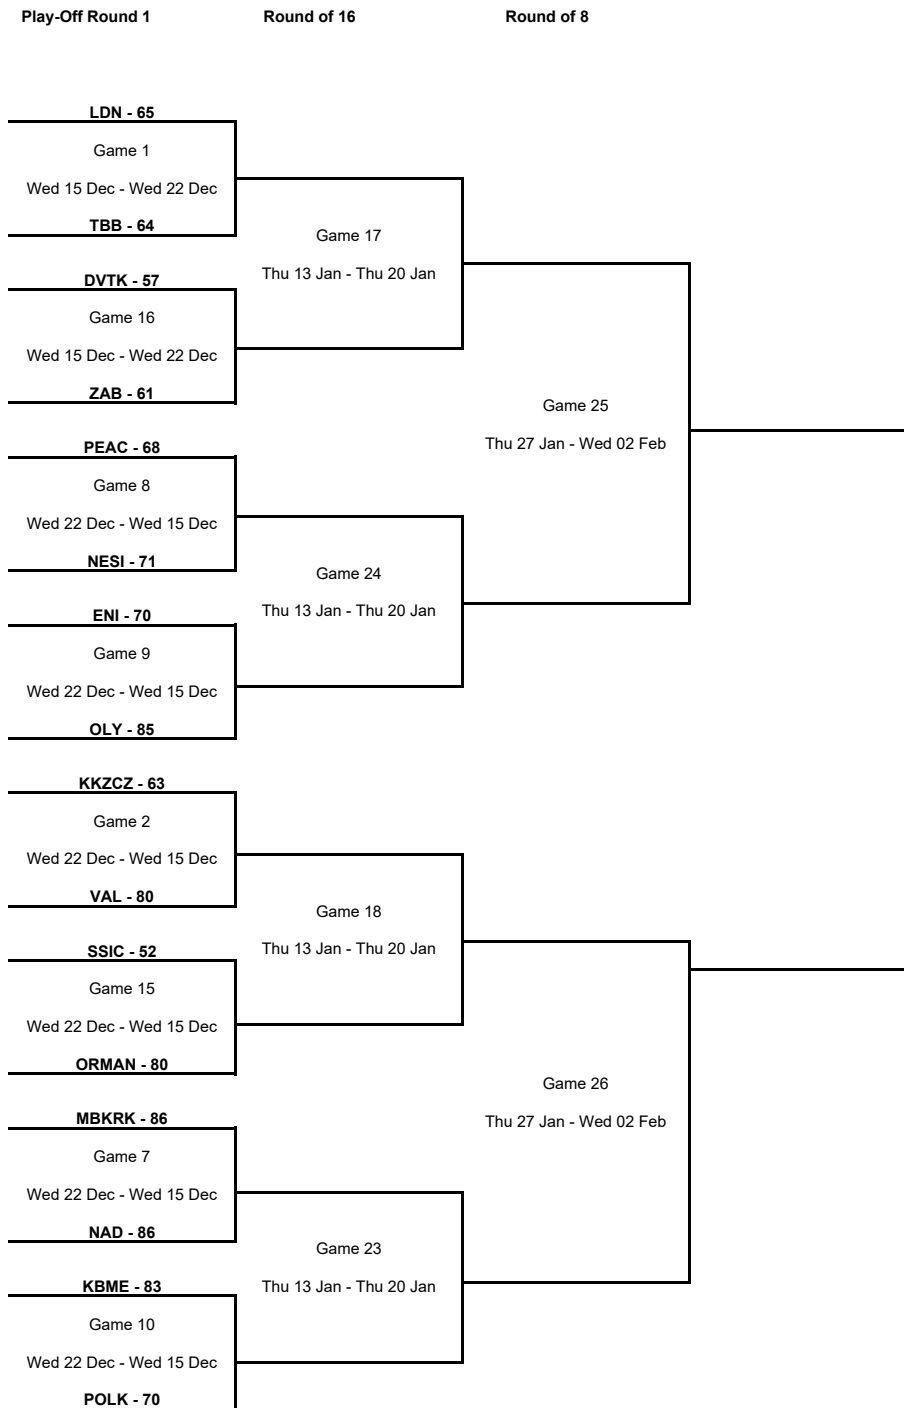 Play-Off Round 1 Round of 16 Round of 8
LDN - 65
Game 1
Wed 15 Dec - Wed 22 Dec
TBB - 64
Game 17
Thu 13 Jan - Thu 20 Jan
DVTK - 57
Game 16
Wed 15 Dec - Wed 22 Dec
ZAB - 61
Game 25
Thu 27 Jan - Wed 02 Feb
PEAC - 68
Game 8
Wed 22 Dec - Wed 15 Dec
NESI - 71
Game 24
Thu 13 Jan - Thu 20 Jan
ENI - 70
Game 9
Wed 22 Dec - Wed 15 Dec
OLY - 85
KKZCZ - 63
Game 2
Wed 22 Dec - Wed 15 Dec
VAL - 80
Game 18
Thu 13 Jan - Thu 20 Jan
SSIC - 52
Game 15
Wed 22 Dec - Wed 15 Dec
ORMAN - 80
Game 26
Thu 27 Jan - Wed 02 Feb
MBKRK - 86
Game 7
Wed 22 Dec - Wed 15 Dec
NAD - 86
Game 23
Thu 13 Jan - Thu 20 Jan
KBME - 83
Game 10
Wed 22 Dec - Wed 15 Dec
POLK - 70